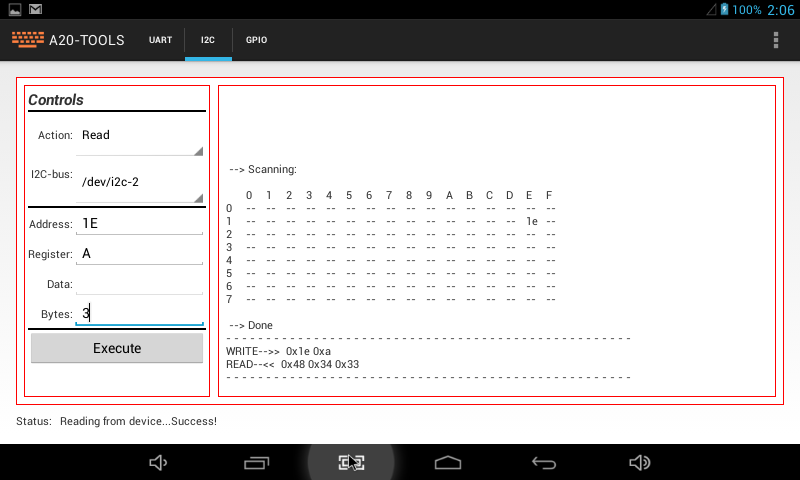 100% 2:06
A20-TOOLS UART I2C GPIO
Controls
Action: Read
I2C-bus: /dev/i2c-2
Address: 1E
Register: A
Data:
Bytes: 3
Execute
--> Scanning:
0 1 2 3 4 5 6 7 8 9 A B C D E F
0 -- -- -- -- -- -- -- -- -- -- -- -- -- -- -- --
1 -- -- -- -- -- -- -- -- -- -- -- -- -- -- 1e --
2 -- -- -- -- -- -- -- -- -- -- -- -- -- -- -- --
3 -- -- -- -- -- -- -- -- -- -- -- -- -- -- -- --
4 -- -- -- -- -- -- -- -- -- -- -- -- -- -- -- --
5 -- -- -- -- -- -- -- -- -- -- -- -- -- -- -- --
6 -- -- -- -- -- -- -- -- -- -- -- -- -- -- -- --
7 -- -- -- -- -- -- -- -- -- -- -- -- -- -- -- --
--> Done
- - - - - - - - - - - - - - - - - - - - - - - - - - - - - - - - - - - - - - - - - - - - - - - - - -
WRITE-->> 0x1e 0xa
READ--<< 0x48 0x34 0x33
- - - - - - - - - - - - - - - - - - - - - - - - - - - - - - - - - - - - - - - - - - - - - - - - - -
Status: Reading from device...Success!